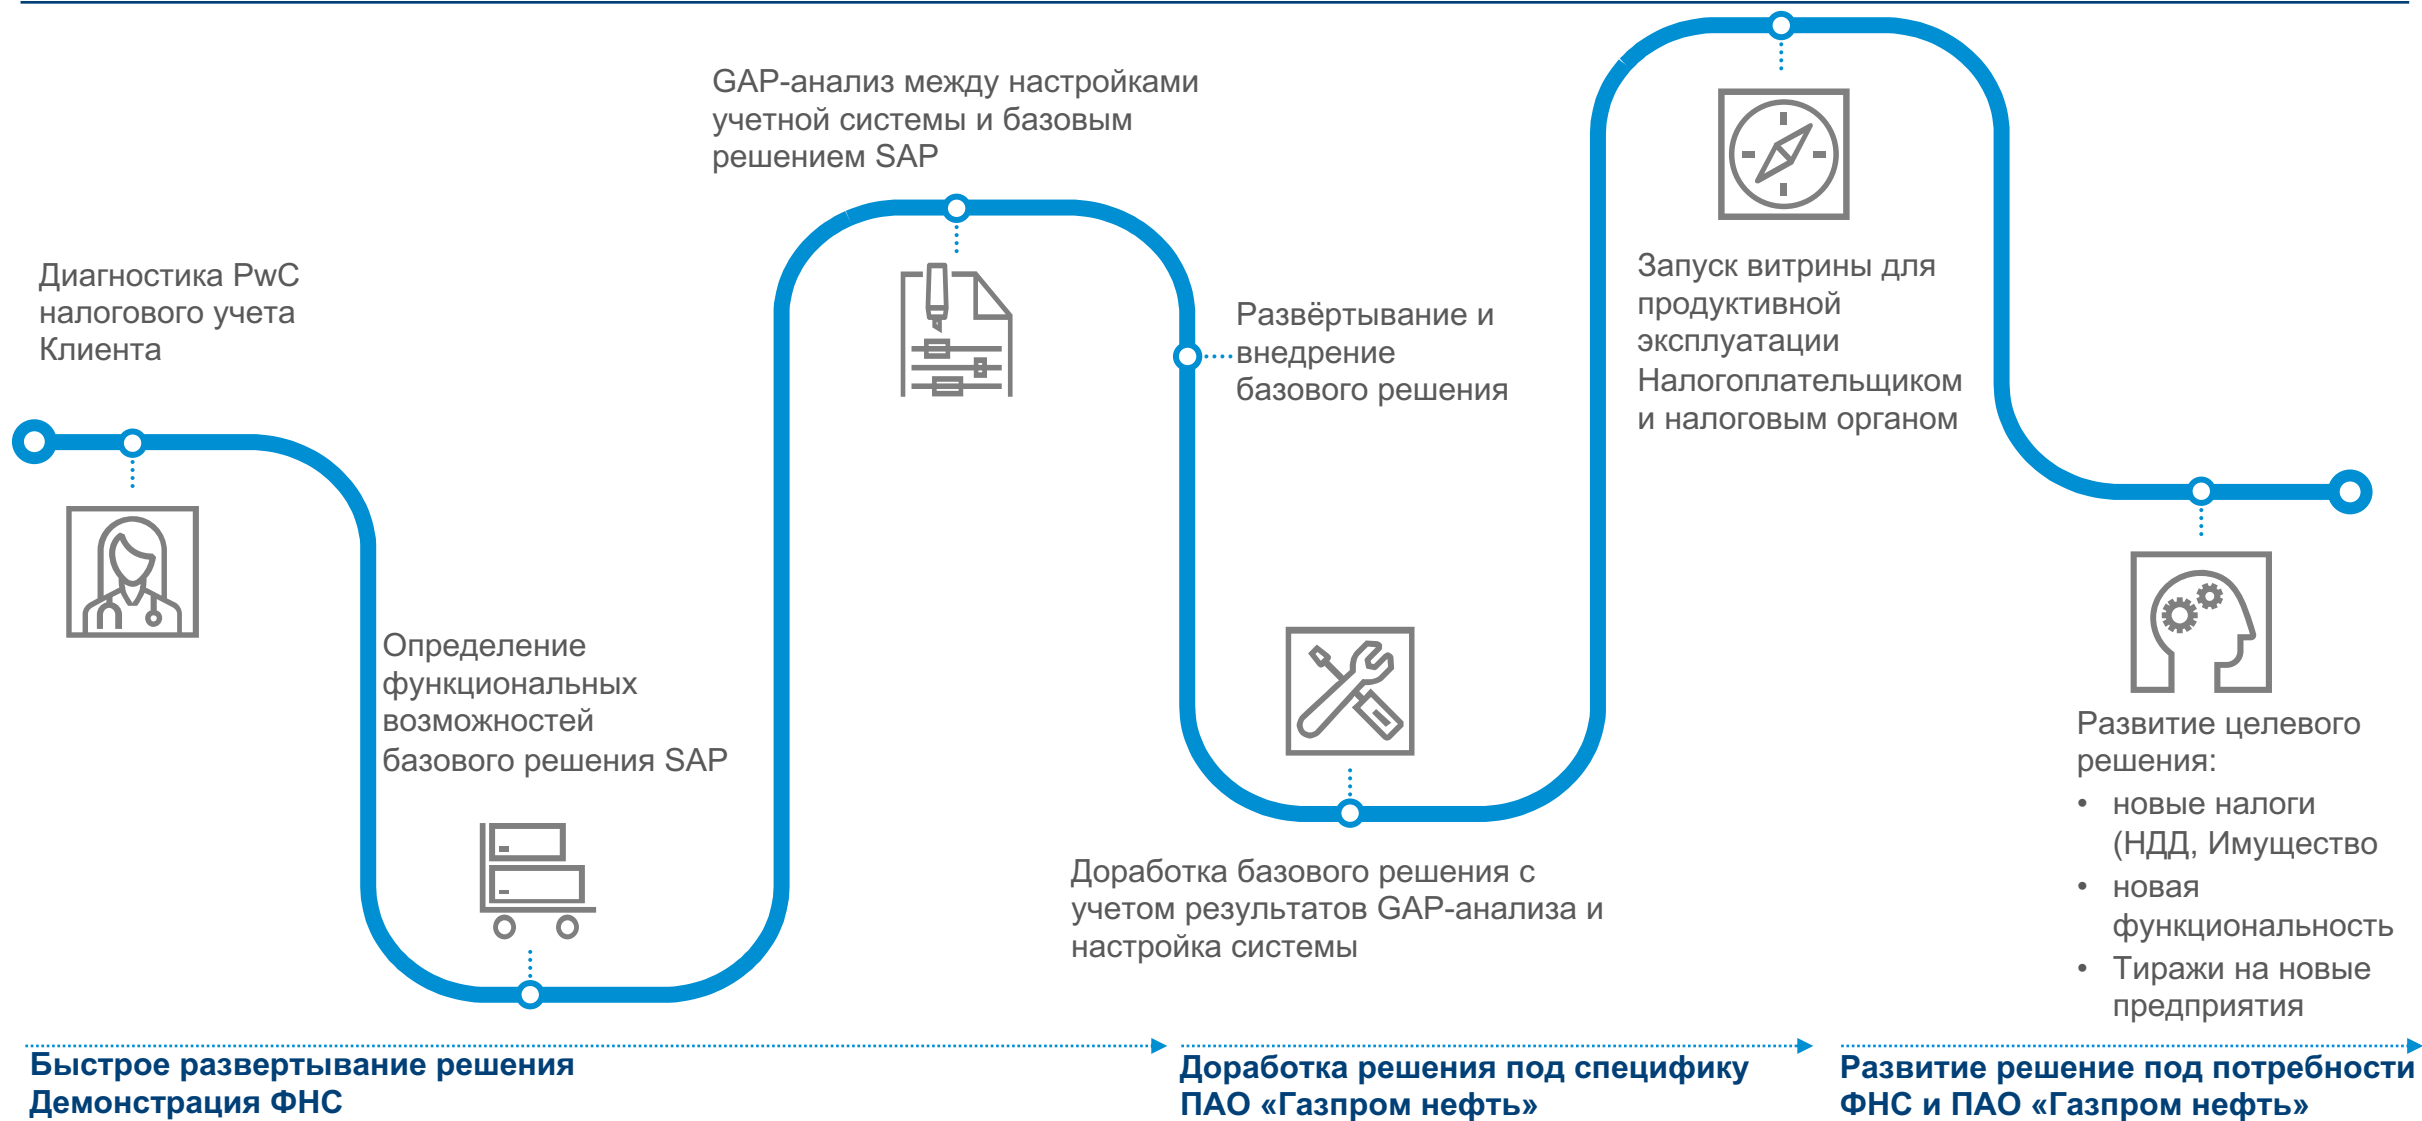 Диагностика PwC
налогового учета
Клиента
Определение
функциональных
возможностей
базового решения SAP
GAP-анализ между настройками
учетной системы и базовым
решением SAP
Развёртывание и
внедрение
базового решения
Доработка базового решения с
учетом результатов GAP-анализа и
настройка системы
Запуск витрины для
продуктивной
эксплуатации
Налогоплательщиком
и налоговым органом
Развитие целевого
решения:
• новые налоги
(НДД, Имущество
• новая
функциональность
• Тиражи на новые
предприятия
Быстрое развертывание решения
Демонстрация ФНС
Доработка решения под специфику
ПАО «Газпром нефть»
Развитие решение под потребности
ФНС и ПАО «Газпром нефть»